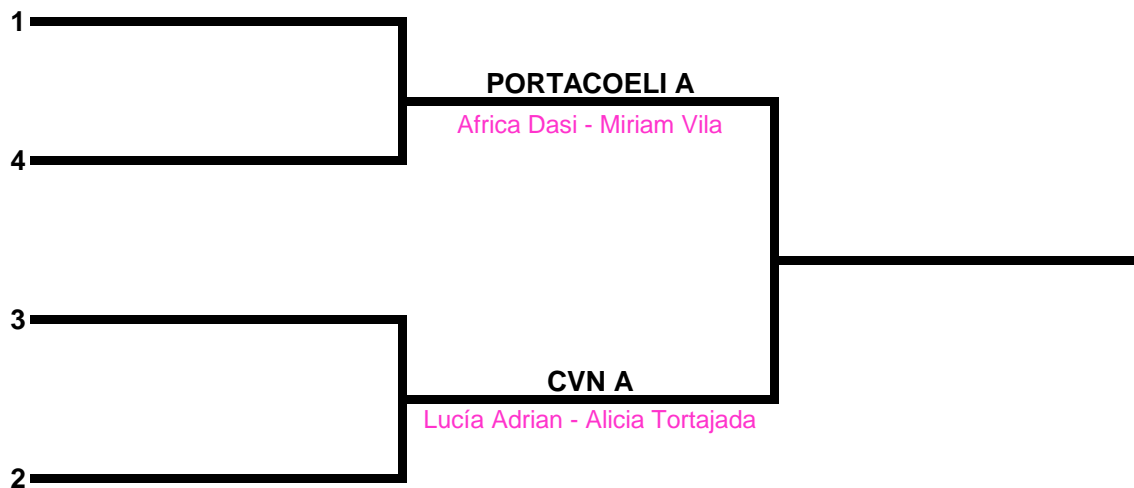 1
PORTACOELI A
Africa Dasi - Miriam Vila
4
3
CVN A
Lucía Adrian - Alicia Tortajada
2